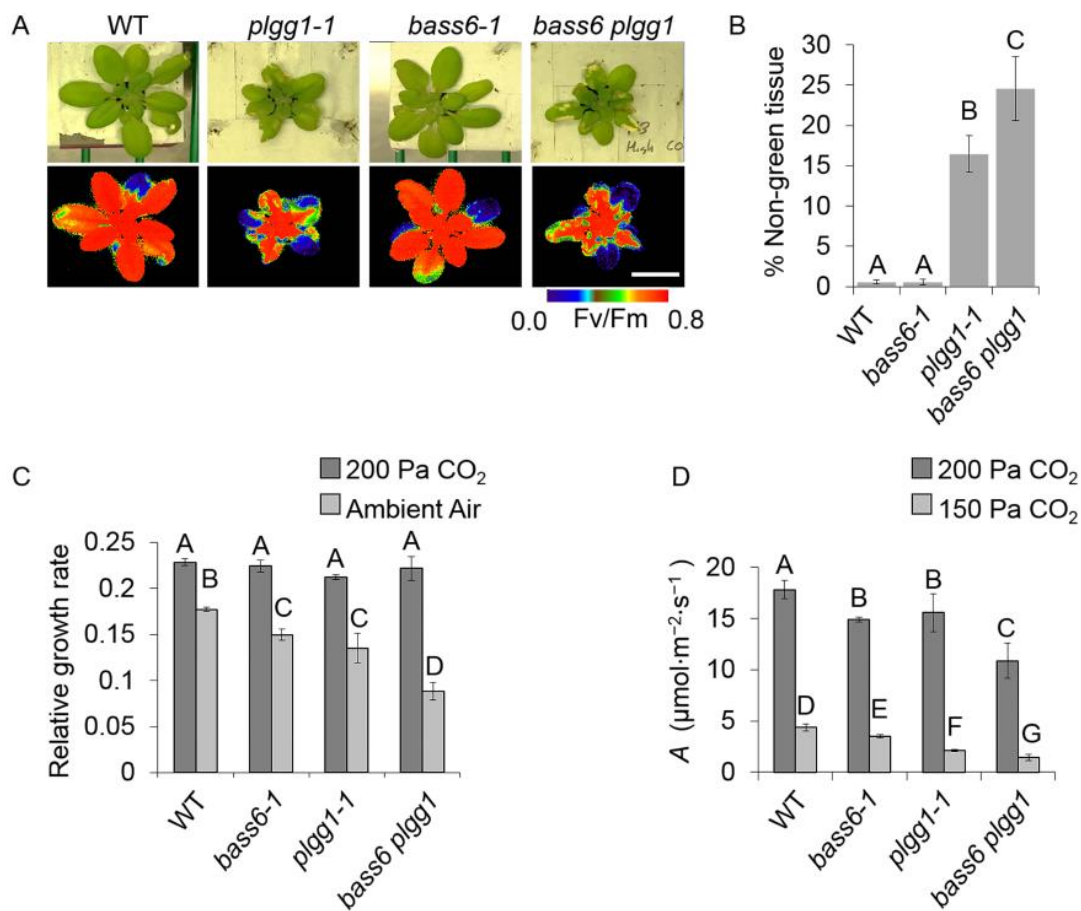 A
WT
plgg1-1
bass6-1
bass6 plgg1
B
High CO
0.0 Fv/Fm 0.8
% Non-green tissue
30
25
20
15
10
5
0
A
A
B
C
WT
bass6-1
plgg1-1
bass6 plgg1
C
200 Pa CO₂
Ambient Air
Relative growth rate
0.25
0.2
0.15
0.1
0.05
0
A
B
A
C
A
C
A
D
WT
bass6-1
plgg1-1
bass6 plgg1
D
200 Pa CO₂
150 Pa CO₂
A (µmol·m⁻²·s⁻¹)
20
15
10
5
0
A
D
B
E
B
F
C
G
WT
bass6-1
plgg1-1
bass6 plgg1